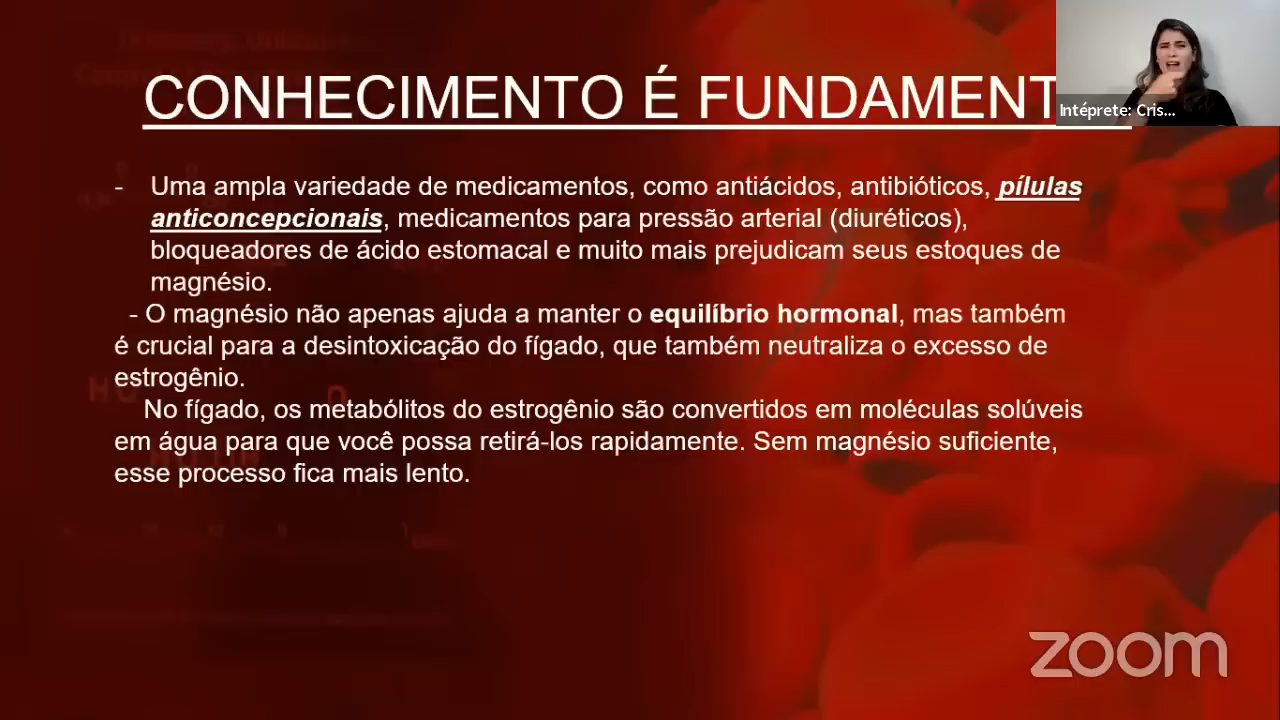 CONHECIMENTO É FUNDAMENT
Intéprete: Cris...
- Uma ampla variedade de medicamentos, como antiácidos, antibióticos, pílulas
anticoncepcionais, medicamentos para pressão arterial (diuréticos),
bloqueadores de ácido estomacal e muito mais prejudicam seus estoques de
magnésio.
- O magnésio não apenas ajuda a manter o equilíbrio hormonal, mas também
é crucial para a desintoxicação do fígado, que também neutraliza o excesso de
estrogênio.
No fígado, os metabólitos do estrogênio são convertidos em moléculas solúveis
em água para que você possa retirá-los rapidamente. Sem magnésio suficiente,
esse processo fica mais lento.
zoom